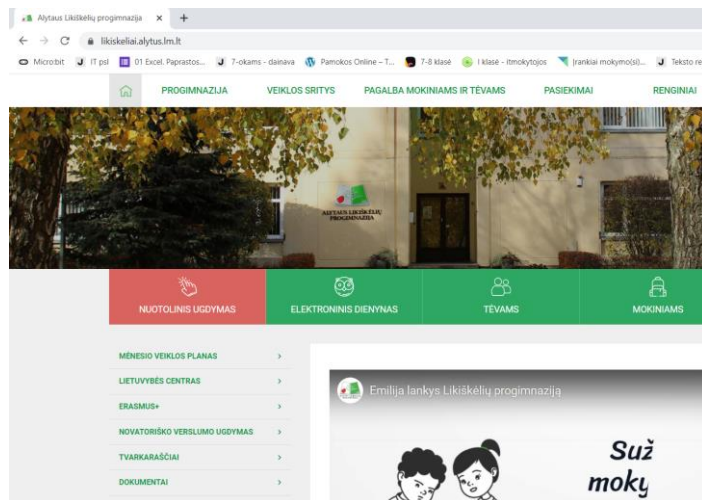 Alytaus Likiškėlių progimnazija
likiskeliai.alytus.lm.lt
Micro:bit IT psl 01 Excel. Paprastos... 7-okams - dainava Pamokos Online – T... 7-8 klasė I klasė - itmokytojos Įrankiai mokymo(si)... Teksto re
PROGIMNAZIJA VEIKLOS SRITYS PAGALBA MOKINIAMS IR TĖVAMS PASIEKIMAI RENGINIAI
ALYTAUS LIKIŠKĖLIŲ
PROGIMNAZIJA
NUOTOLINIS UGDYMAS ELEKTRONINIS DIENYNAS TĖVAMS MOKINIAMS
MĖNESIO VEIKLOS PLANAS
LIETUVYBĖS CENTRAS
Emilija lankys Likiškėlių progimnaziją
ERASMUS+
NOVATORIŠKO VERSLUMO UGDYMAS
TVARKARAŠČIAI
Suž
DOKUMENTAI
moky